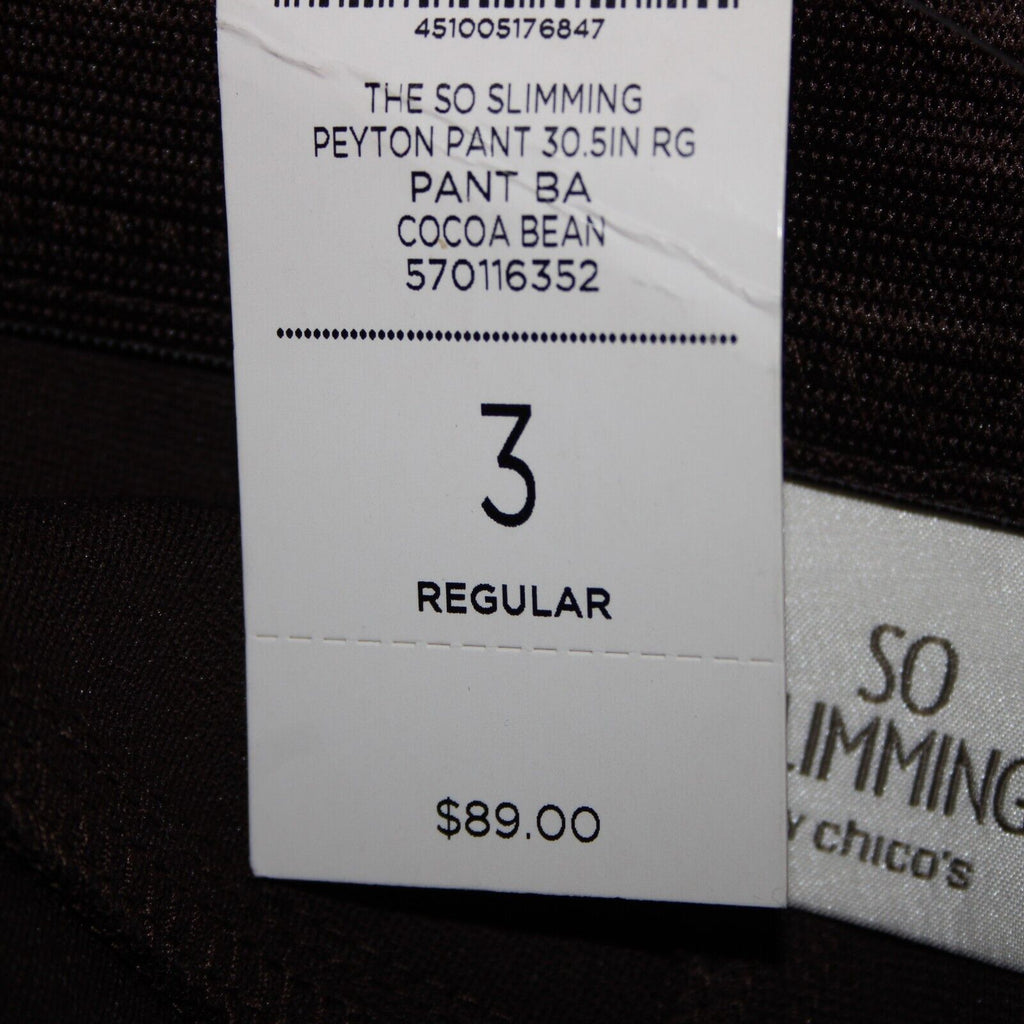 451005176847
THE SO SLIMMING
PEYTON PANT 30.5IN RG
PANT BA
COCOA BEAN
570116352
3
REGULAR
$89.00
SO
LIMMING
chico's